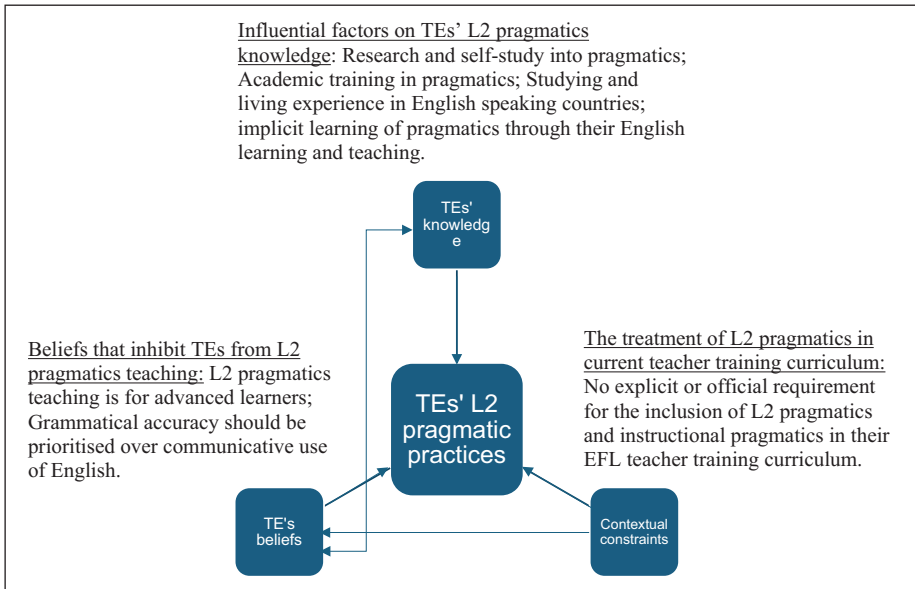 Influential factors on TEs' L2 pragmatics
knowledge: Research and self-study into pragmatics;
Academic training in pragmatics; Studying and
living experience in English speaking countries;
implicit learning of pragmatics through their English
learning and teaching.
TEs'
knowledg
e
Beliefs that inhibit TEs from L2
pragmatics teaching: L2 pragmatics
teaching is for advanced learners;
Grammatical accuracy should be
prioritised over communicative use
of English.
TEs' L2
pragmatic
practices
The treatment of L2 pragmatics in
current teacher training curriculum:
No explicit or official requirement
for the inclusion of L2 pragmatics
and instructional pragmatics in their
EFL teacher training curriculum.
TE's
beliefs
Contextual
constraints